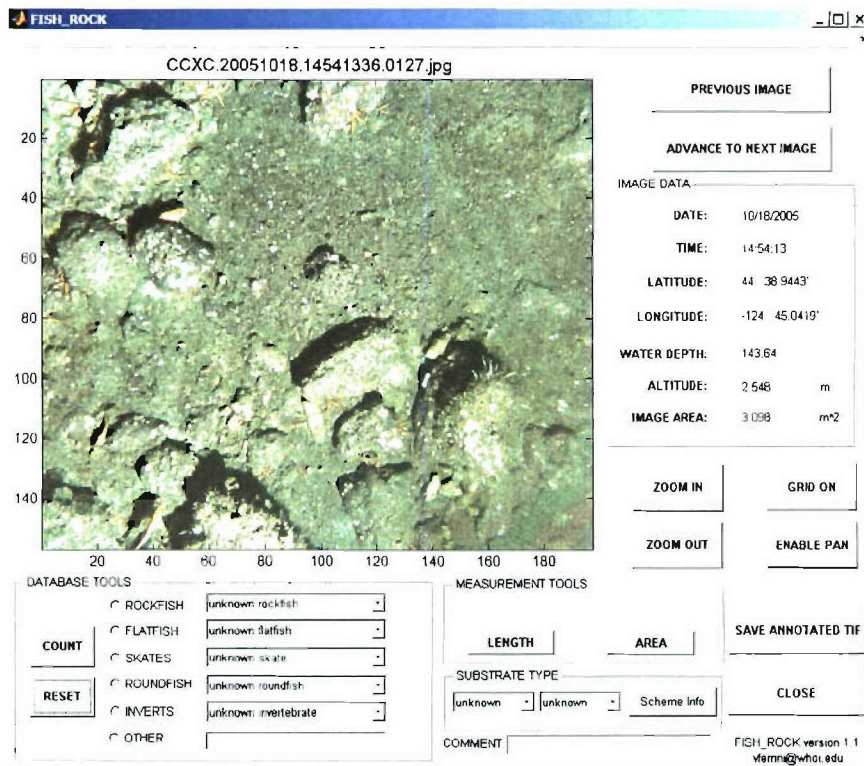 FISH_ROCK
CCXC.20051018.14541336.0127.jpg
20
40
60
80
100
120
140
20 40 60 80 100 120 140 160 180
PREVIOUS IMAGE
ADVANCE TO NEXT IMAGE
IMAGE DATA
DATE: 10/18/2005
TIME: 14:54:13
LATITUDE: 44 38.9443'
LONGITUDE: -124 45.0419'
WATER DEPTH: 143.64
ALTITUDE: 2.548 m
IMAGE AREA: 3.098 m^2
ZOOM IN GRID ON
ZOOM OUT ENABLE PAN
DATABASE TOOLS
COUNT
RESET
ROCKFISH unknown rockfish
FLATFISH unknown flatfish
SKATES unknown skate
ROUNDFISH unknown roundfish
INVERTS unknown invertebrate
OTHER
MEASUREMENT TOOLS
LENGTH AREA
SUBSTRATE TYPE
unknown unknown Scheme Info
COMMENT
SAVE ANNOTATED TIF
CLOSE
FISH_ROCK version 1.1